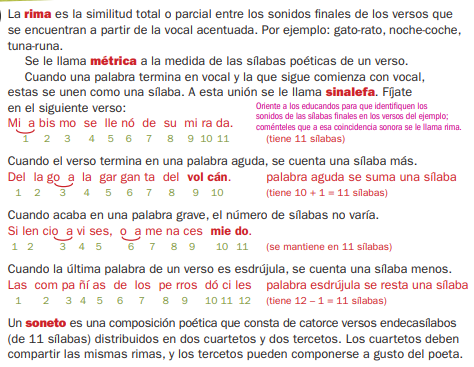 La rima es la similitud total o parcial entre los sonidos finales de los versos que
se encuentran a partir de la vocal acentuada. Por ejemplo: gato-rato, noche-coche,
tuna-runa.
Se le llama métrica a la medida de las sílabas poéticas de un verso.
Cuando una palabra termina en vocal y la que sigue comienza con vocal,
estas se unen como una sílaba. A esta unión se le llama sinalefa. Fíjate
en el siguiente verso:
Oriente a los educandos para que identifiquen los
sonidos de las sílabas finales en los versos del ejemplo;
coménteles que a esa coincidencia sonora se le llama rima.
Mi a bis mo se lle nó de su mi ra da.
1 2 3 4 5 6 7 8 9 10 11 (tiene 11 sílabas)
Cuando el verso termina en una palabra aguda, se cuenta una sílaba más.
Del la go a la gar gan ta del vol cán. palabra aguda se suma una sílaba
1 2 3 4 5 6 7 8 9 10 (tiene 10 + 1 = 11 sílabas)
Cuando acaba en una palabra grave, el número de sílabas no varía.
Si len cio a vi ses, o a me na ces mie do.
1 2 3 4 5 6 7 8 9 10 11 (se mantiene en 11 sílabas)
Cuando la última palabra de un verso es esdrújula, se cuenta una sílaba menos.
Las com pa ñí as de los pe rros dó ci les palabra esdrújula se resta una sílaba
1 2 3 4 5 6 7 8 9 10 11 12 (tiene 12 – 1 = 11 sílabas)
Un soneto es una composición poética que consta de catorce versos endecasílabos
(de 11 sílabas) distribuidos en dos cuartetos y dos tercetos. Los cuartetos deben
compartir las mismas rimas, y los tercetos pueden componerse a gusto del poeta.